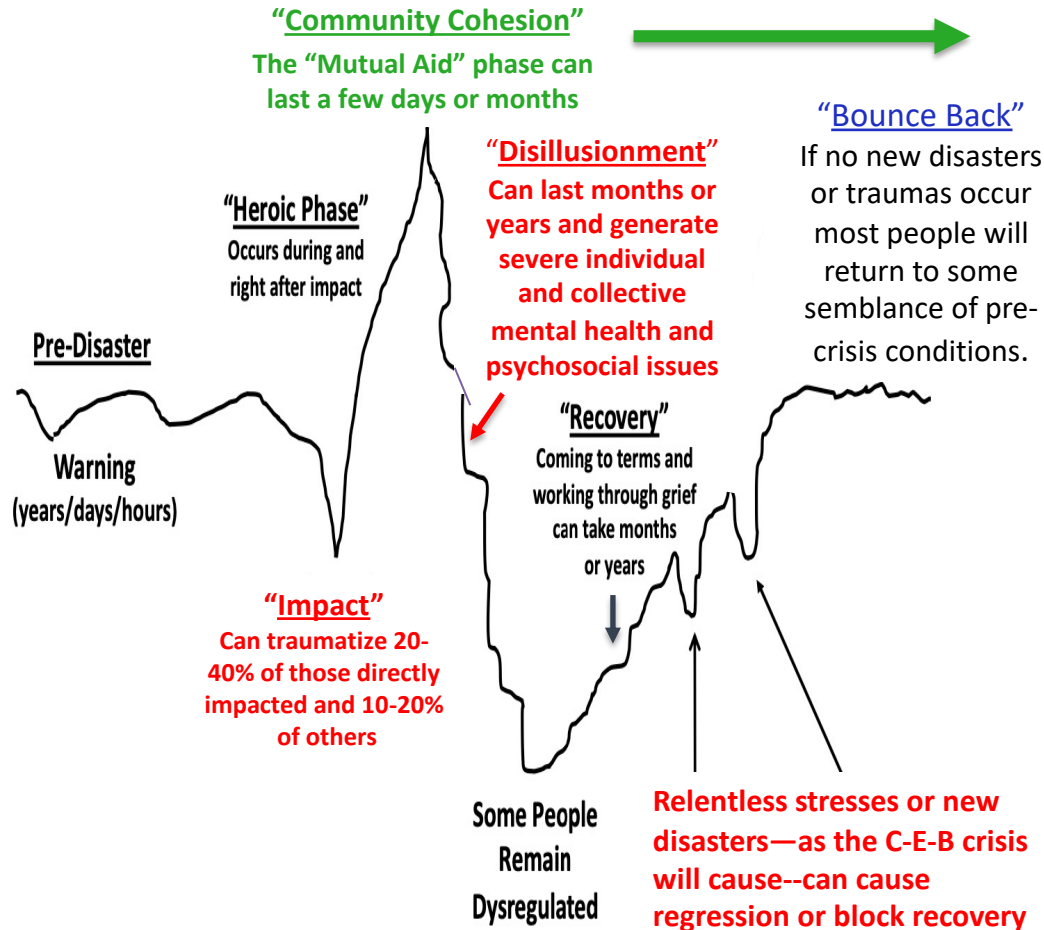 “Community Cohesion”
The “Mutual Aid” phase can
last a few days or months
“Bounce Back”
If no new disasters
or traumas occur
most people will
return to some
semblance of pre-
crisis conditions.
“Disillusionment”
Can last months or
years and generate
severe individual
and collective
mental health and
psychosocial issues
“Heroic Phase”
Occurs during and
right after impact
Pre-Disaster
Warning
(years/days/hours)
“Recovery”
Coming to terms and
working through grief
can take months
or years
“Impact”
Can traumatize 20-
40% of those directly
impacted and 10-20%
of others
Some People
Remain
Dysregulated
Relentless stresses or new
disasters—as the C-E-B crisis
will cause--can cause
regression or block recovery